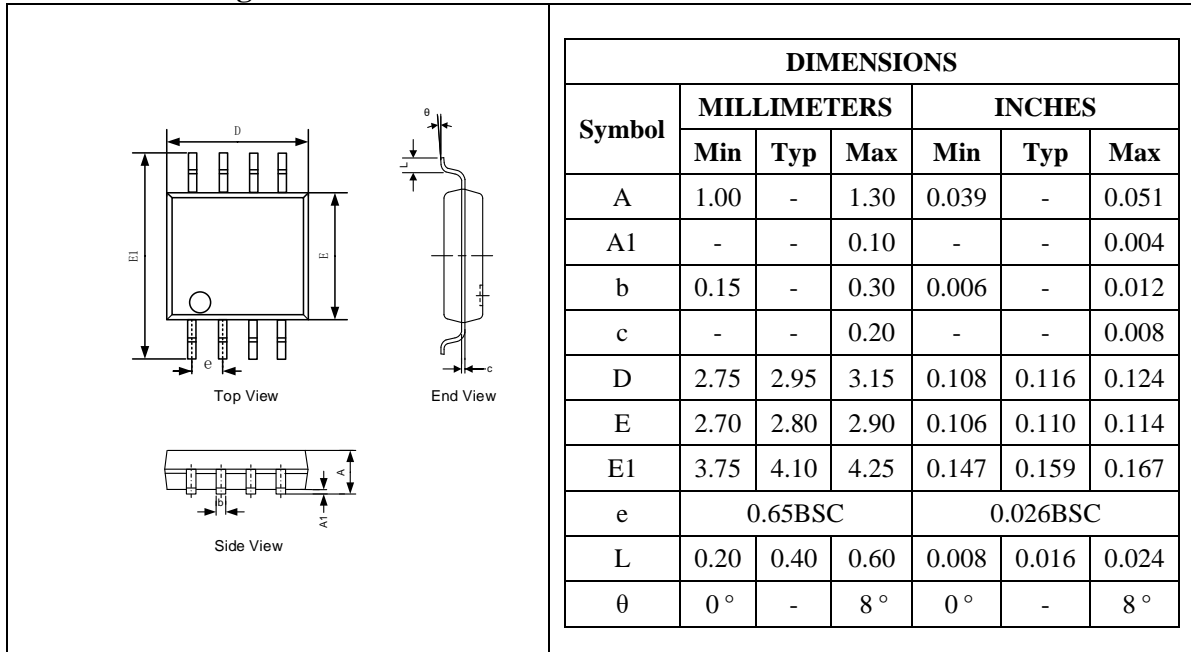 D
θ
L
E1
E
e
c
Top View
End View
A
b
A1
Side View
DIMENSIONS
Symbol MILLIMETERS INCHES
Min Typ Max Min Typ Max
A 1.00 - 1.30 0.039 - 0.051
A1 - - 0.10 - - 0.004
b 0.15 - 0.30 0.006 - 0.012
c - - 0.20 - - 0.008
D 2.75 2.95 3.15 0.108 0.116 0.124
E 2.70 2.80 2.90 0.106 0.110 0.114
E1 3.75 4.10 4.25 0.147 0.159 0.167
e 0.65BSC 0.026BSC
L 0.20 0.40 0.60 0.008 0.016 0.024
θ 0° - 8° 0° - 8°